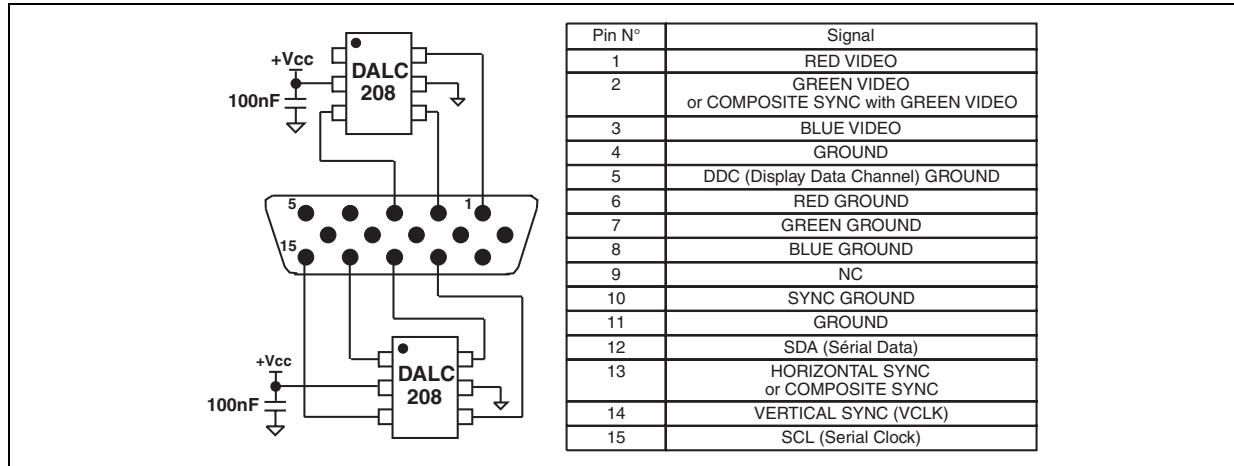 +Vcc
100nF
DALC
208
5
1
15
+Vcc
100nF
DALC
208
Pin N° Signal
1 RED VIDEO
2 GREEN VIDEO
or COMPOSITE SYNC with GREEN VIDEO
3 BLUE VIDEO
4 GROUND
5 DDC (Display Data Channel) GROUND
6 RED GROUND
7 GREEN GROUND
8 BLUE GROUND
9 NC
10 SYNC GROUND
11 GROUND
12 SDA (Sérial Data)
13 HORIZONTAL SYNC
or COMPOSITE SYNC
14 VERTICAL SYNC (VCLK)
15 SCL (Serial Clock)